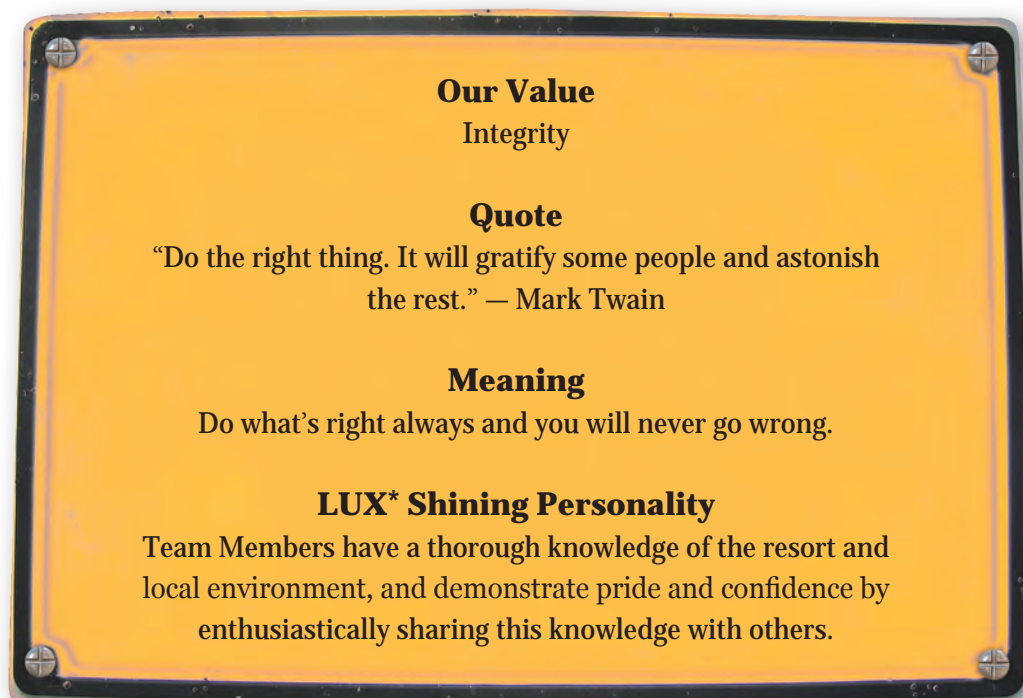 Our Value
Integrity
Quote
“Do the right thing. It will gratify some people and astonish
the rest.” — Mark Twain
Meaning
Do what’s right always and you will never go wrong.
LUX* Shining Personality
Team Members have a thorough knowledge of the resort and
local environment, and demonstrate pride and confidence by
enthusiastically sharing this knowledge with others.